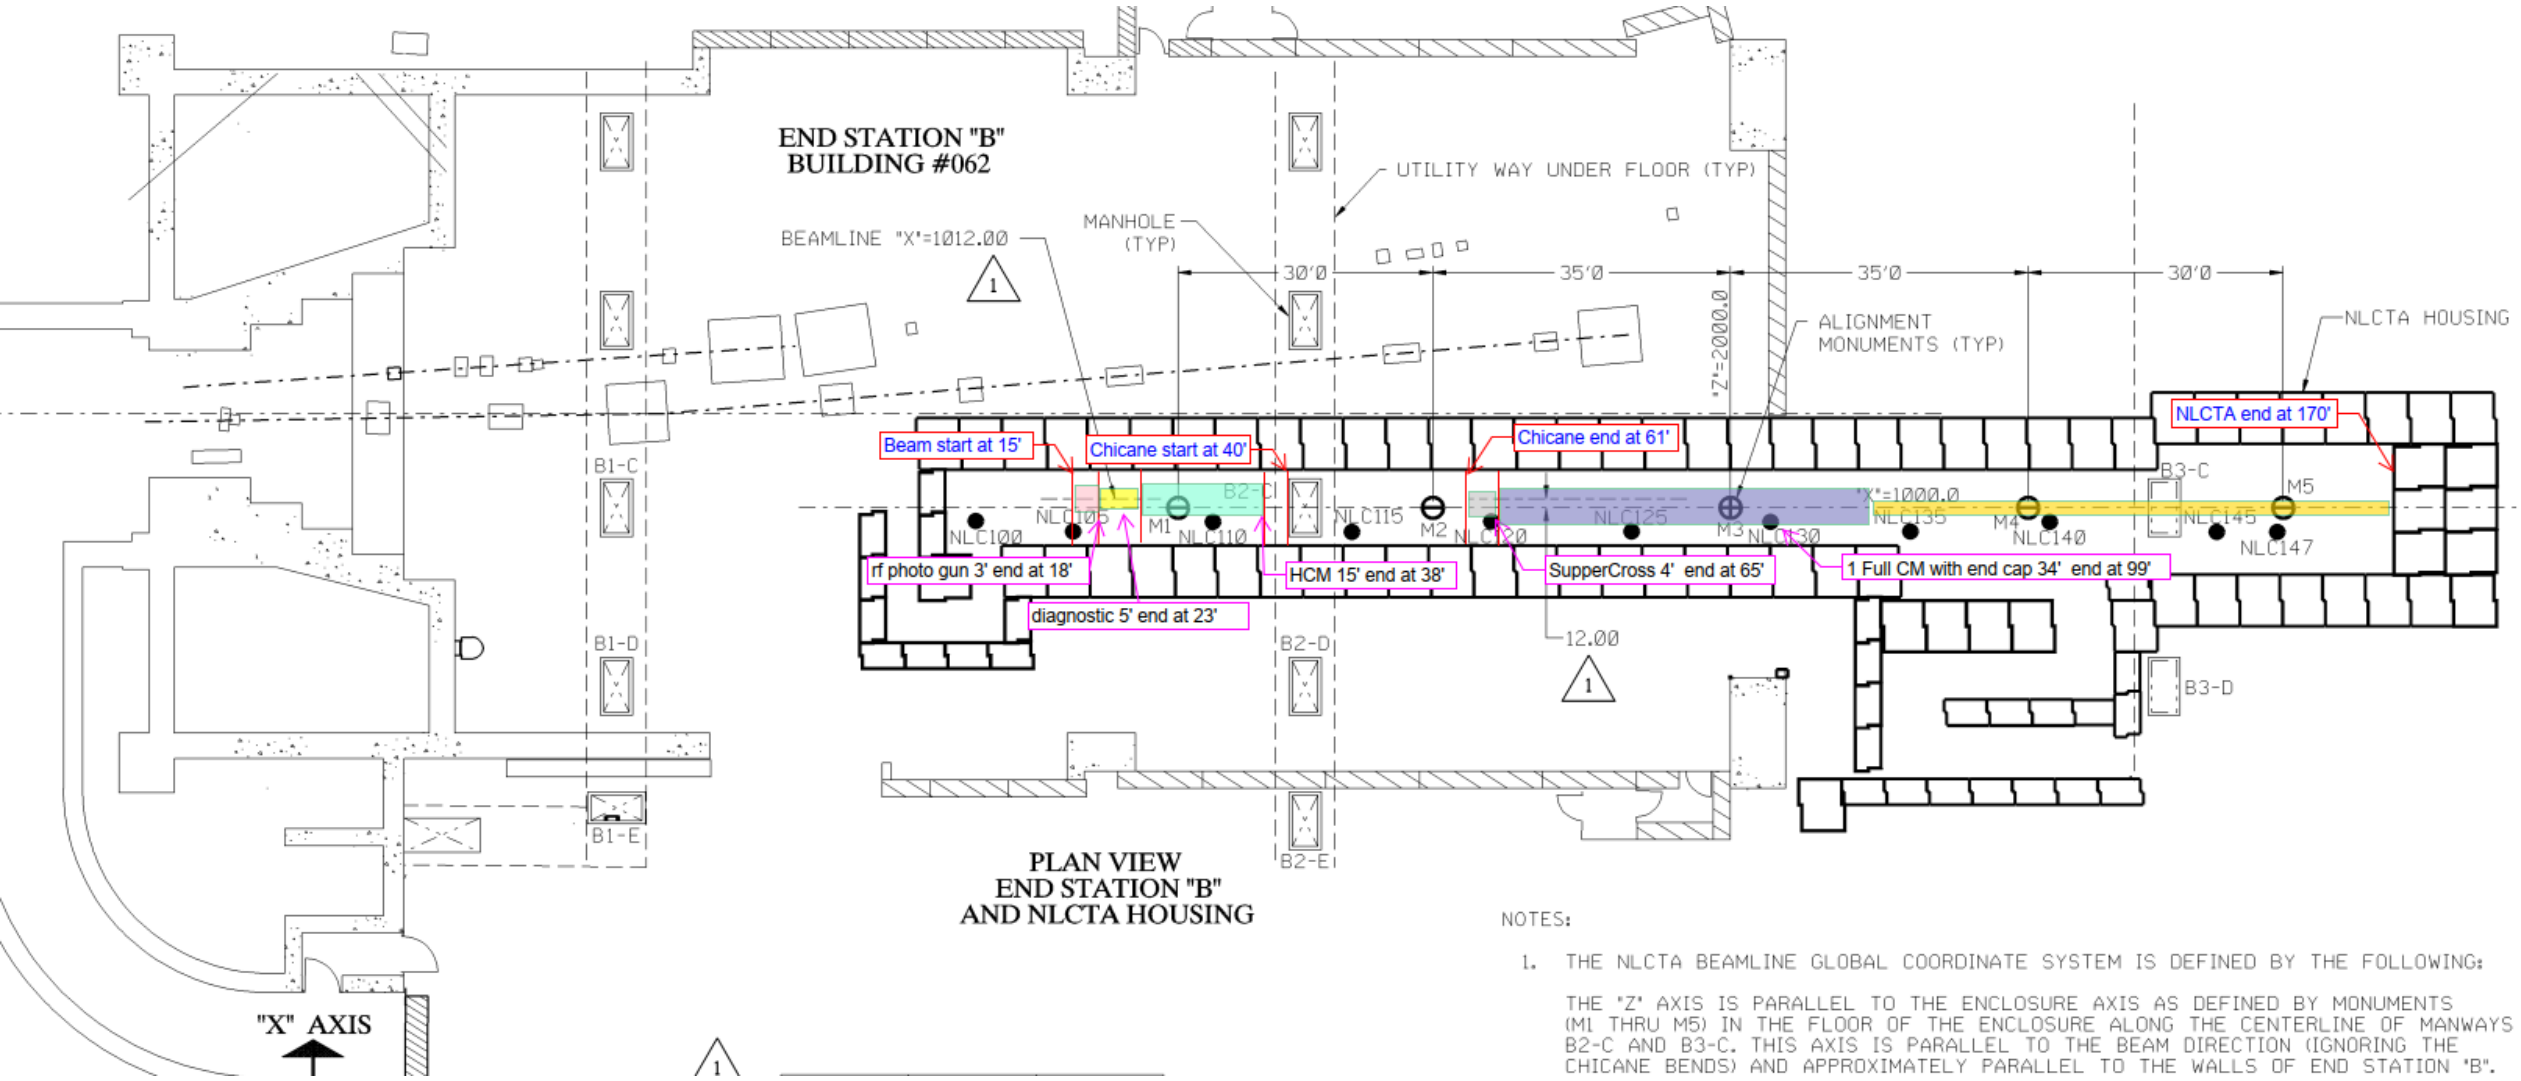 END STATION "B"
BUILDING #062
UTILITY WAY UNDER FLOOR (TYP)
MANHOLE
(TYP)
BEAMLINE "X"=1012.00
1
30'0
35'0
35'0
30'0
"Z"=2000.0
ALIGNMENT
MONUMENTS (TYP)
NLCTA HOUSING
NLCTA end at 170'
Beam start at 15'
Chicane start at 40'
Chicane end at 61'
B1-C
B2-C
B3-C
"X"=1000.0
M5
NLC105
M1
NLC115
M2
NLC125
M3
NLC135
M4
NLC145
NLC100
NLC110
NLC120
NLC130
NLC140
NLC147
rf photo gun 3' end at 18'
HCM 15' end at 38'
SupperCross 4' end at 65'
1 Full CM with end cap 34' end at 99'
diagnostic 5' end at 23'
B1-D
B2-D
12.00
B3-D
1
B1-E
B2-E
PLAN VIEW
END STATION "B"
AND NLCTA HOUSING
NOTES:
1. THE NLCTA BEAMLINE GLOBAL COORDINATE SYSTEM IS DEFINED BY THE FOLLOWING:
THE "Z" AXIS IS PARALLEL TO THE ENCLOSURE AXIS AS DEFINED BY MONUMENTS
(M1 THRU M5) IN THE FLOOR OF THE ENCLOSURE ALONG THE CENTERLINE OF MANWAYS
B2-C AND B3-C. THIS AXIS IS PARALLEL TO THE BEAM DIRECTION (IGNORING THE
CHICANE BENDS) AND APPROXIMATELY PARALLEL TO THE WALLS OF END STATION "B".
"X" AXIS
1